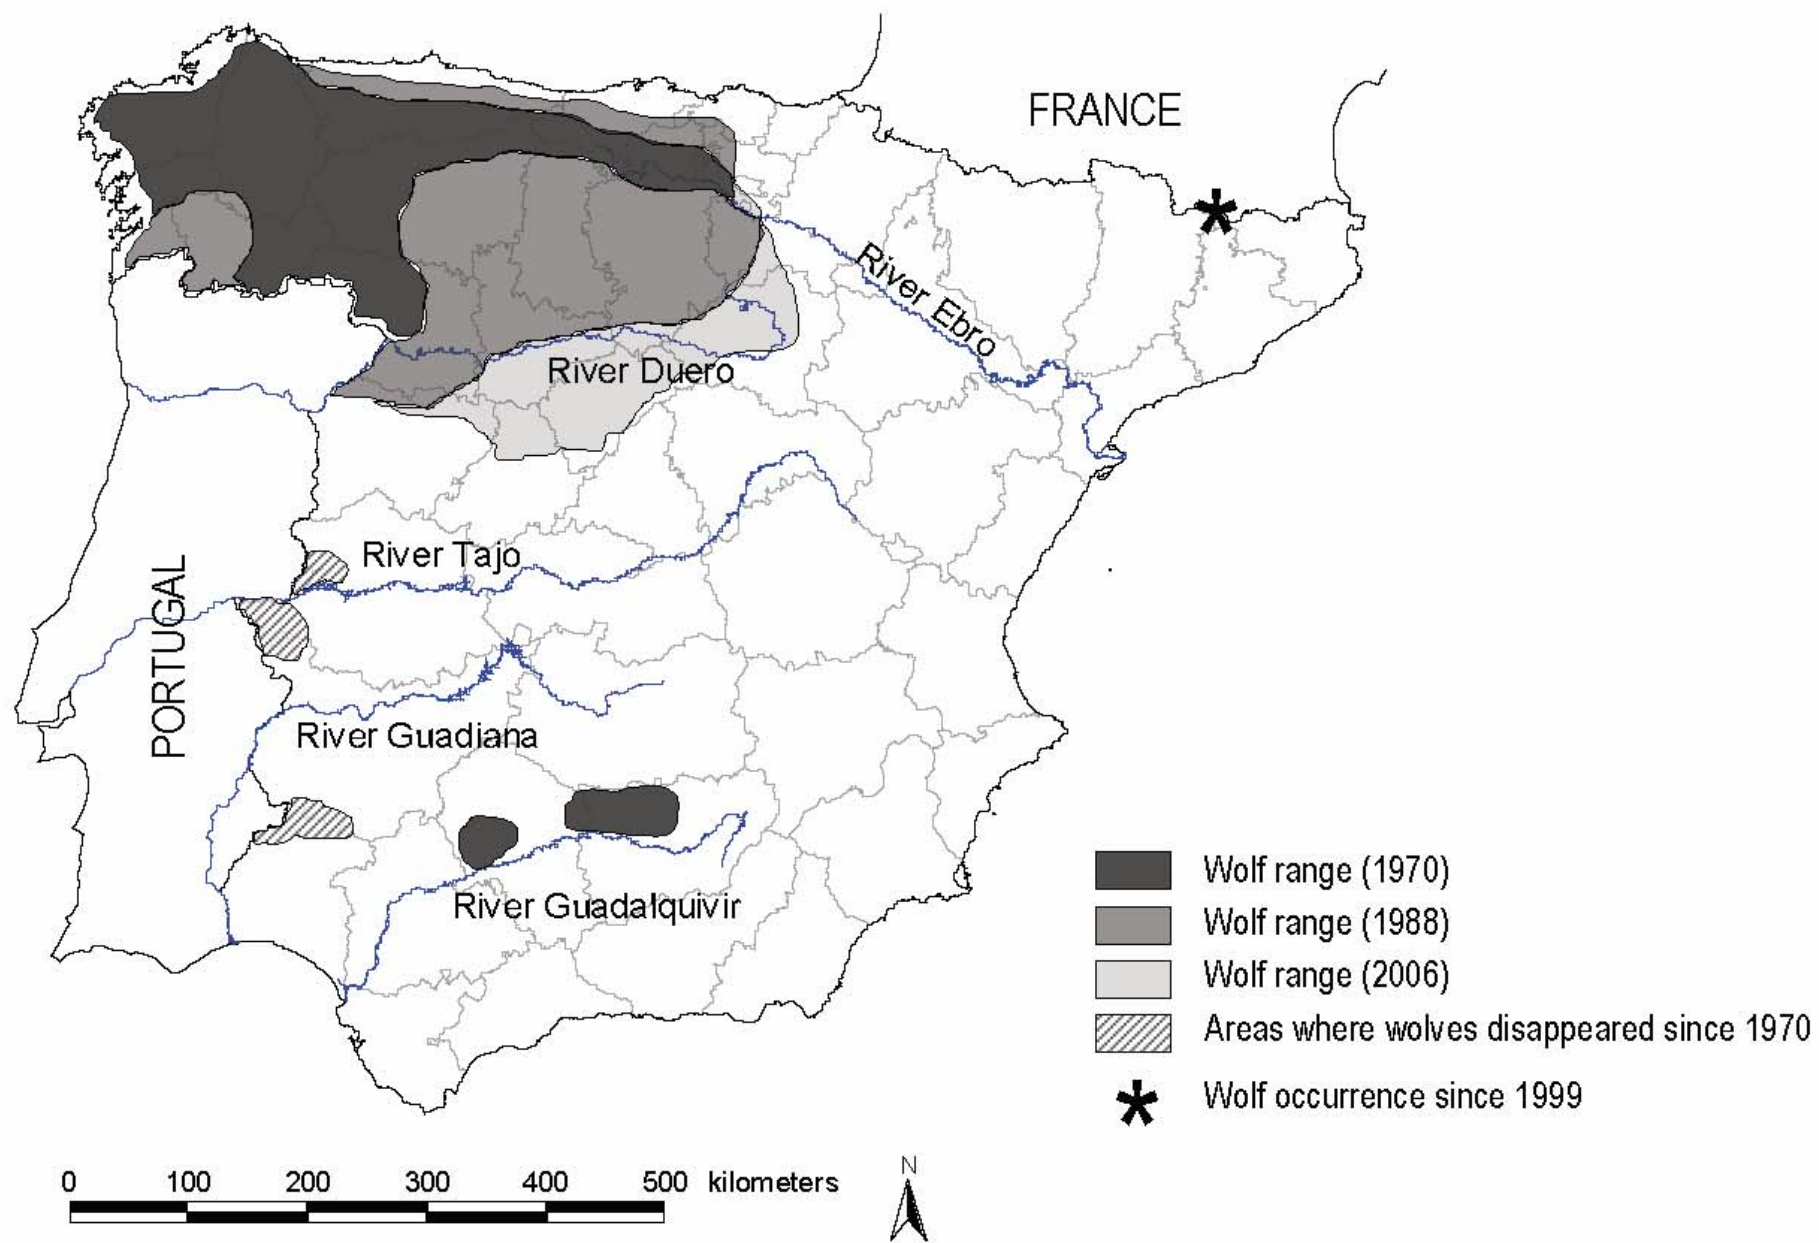 FRANCE
River Ebro
River Duero
River Tajo
PORTUGAL
River Guadiana
River Guadalquivir
Wolf range (1970)
Wolf range (1988)
Wolf range (2006)
Areas where wolves disappeared since 1970
Wolf occurrence since 1999
0 100 200 300 400 500 kilometers
N